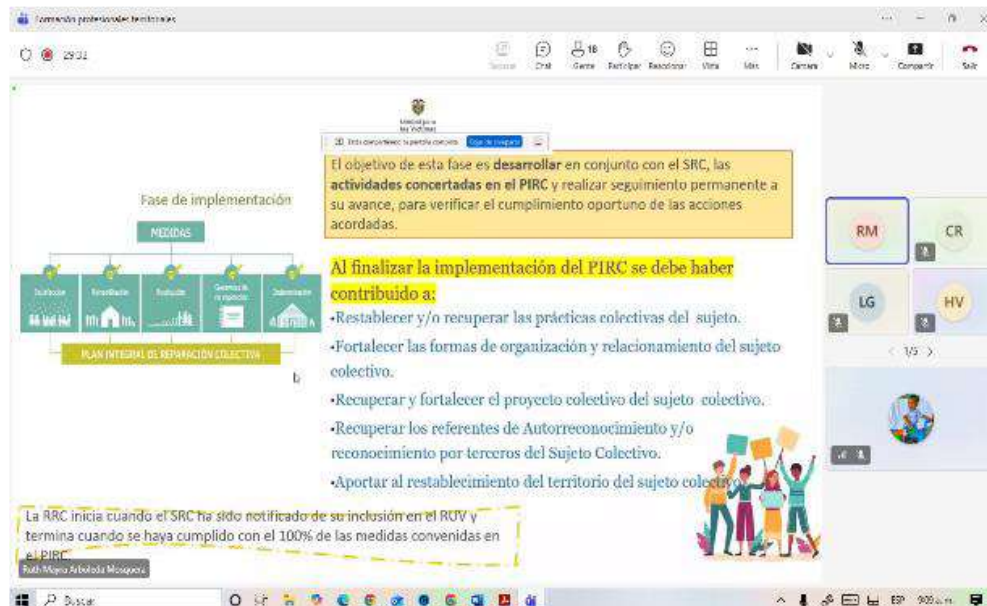 Formación profesionales territoriales
29:32
Chat
18
Gente
Participar
Reaccionar
Vista
Más
Cámara
Micro
Compartir
Salir
El objetivo de esta fase es desarrollar en conjunto con el SRC, las
actividades concertadas en el PIRC y realizar seguimiento permanente a
su avance, para verificar el cumplimiento oportuno de las acciones
acordadas.
Fase de implementación
MEDIDAS
PLAN INTEGRAL DE REPARACIÓN COLECTIVA
Al finalizar la implementación del PIRC se debe haber
contribuido a:
•Restablecer y/o recuperar las prácticas colectivas del sujeto.
•Fortalecer las formas de organización y relacionamiento del sujeto
colectivo.
•Recuperar y fortalecer el proyecto colectivo del sujeto colectivo.
•Recuperar los referentes de Autorreconocimiento y/o
reconocimiento por terceros del Sujeto Colectivo.
•Aportar al restablecimiento del territorio del sujeto colectivo
La RRC inicia cuando el SRC ha sido notificado de su inclusión en el RUV y
termina cuando se haya cumplido con el 100% de las medidas convenidas en
el PIRC.
Ruth Mayra Arboleda Mosquera
RM
CR
LG
HV
1/5
Buscar
ESP